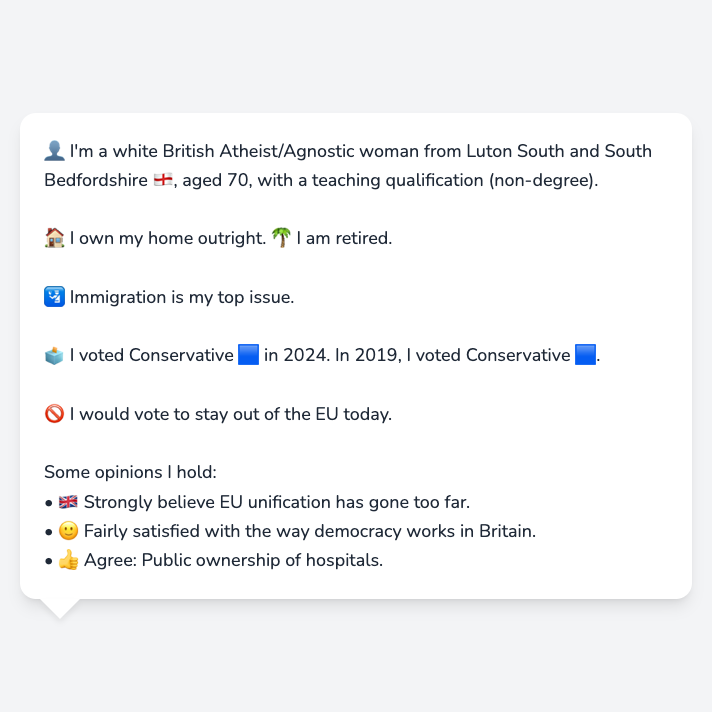 👤 I'm a white British Atheist/Agnostic woman from Luton South and South
Bedfordshire 🏴󠁧󠁢󠁥󠁮󠁧󠁿, aged 70, with a teaching qualification (non-degree).
🏠 I own my home outright. 🌴 I am retired.
🛂 Immigration is my top issue.
🗳️ I voted Conservative 🟦 in 2024. In 2019, I voted Conservative 🟦.
🚫 I would vote to stay out of the EU today.
Some opinions I hold:
• 🇬🇧 Strongly believe EU unification has gone too far.
• 🙂 Fairly satisfied with the way democracy works in Britain.
• 👍 Agree: Public ownership of hospitals.